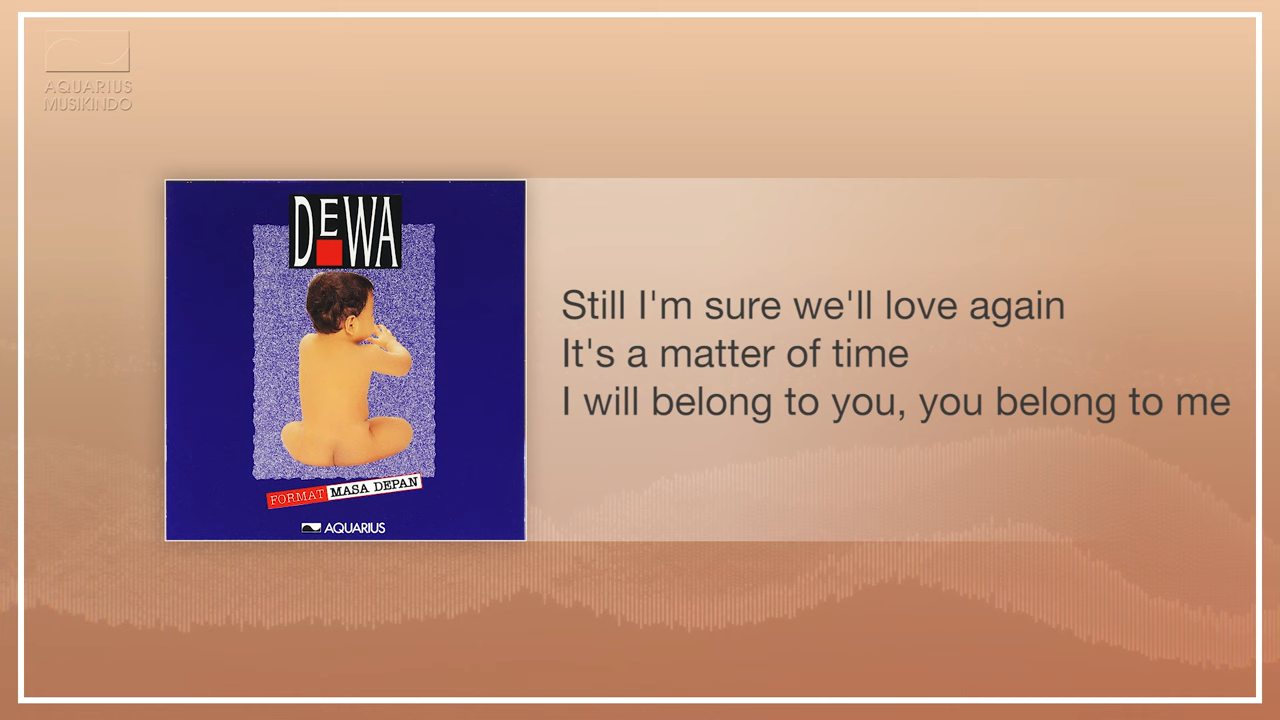 AQUARIUS
MUSIKINDO
DEWA
FORMAT MASA DEPAN
AQUARIUS
Still I'm sure we'll love again
It's a matter of time
I will belong to you, you belong to me